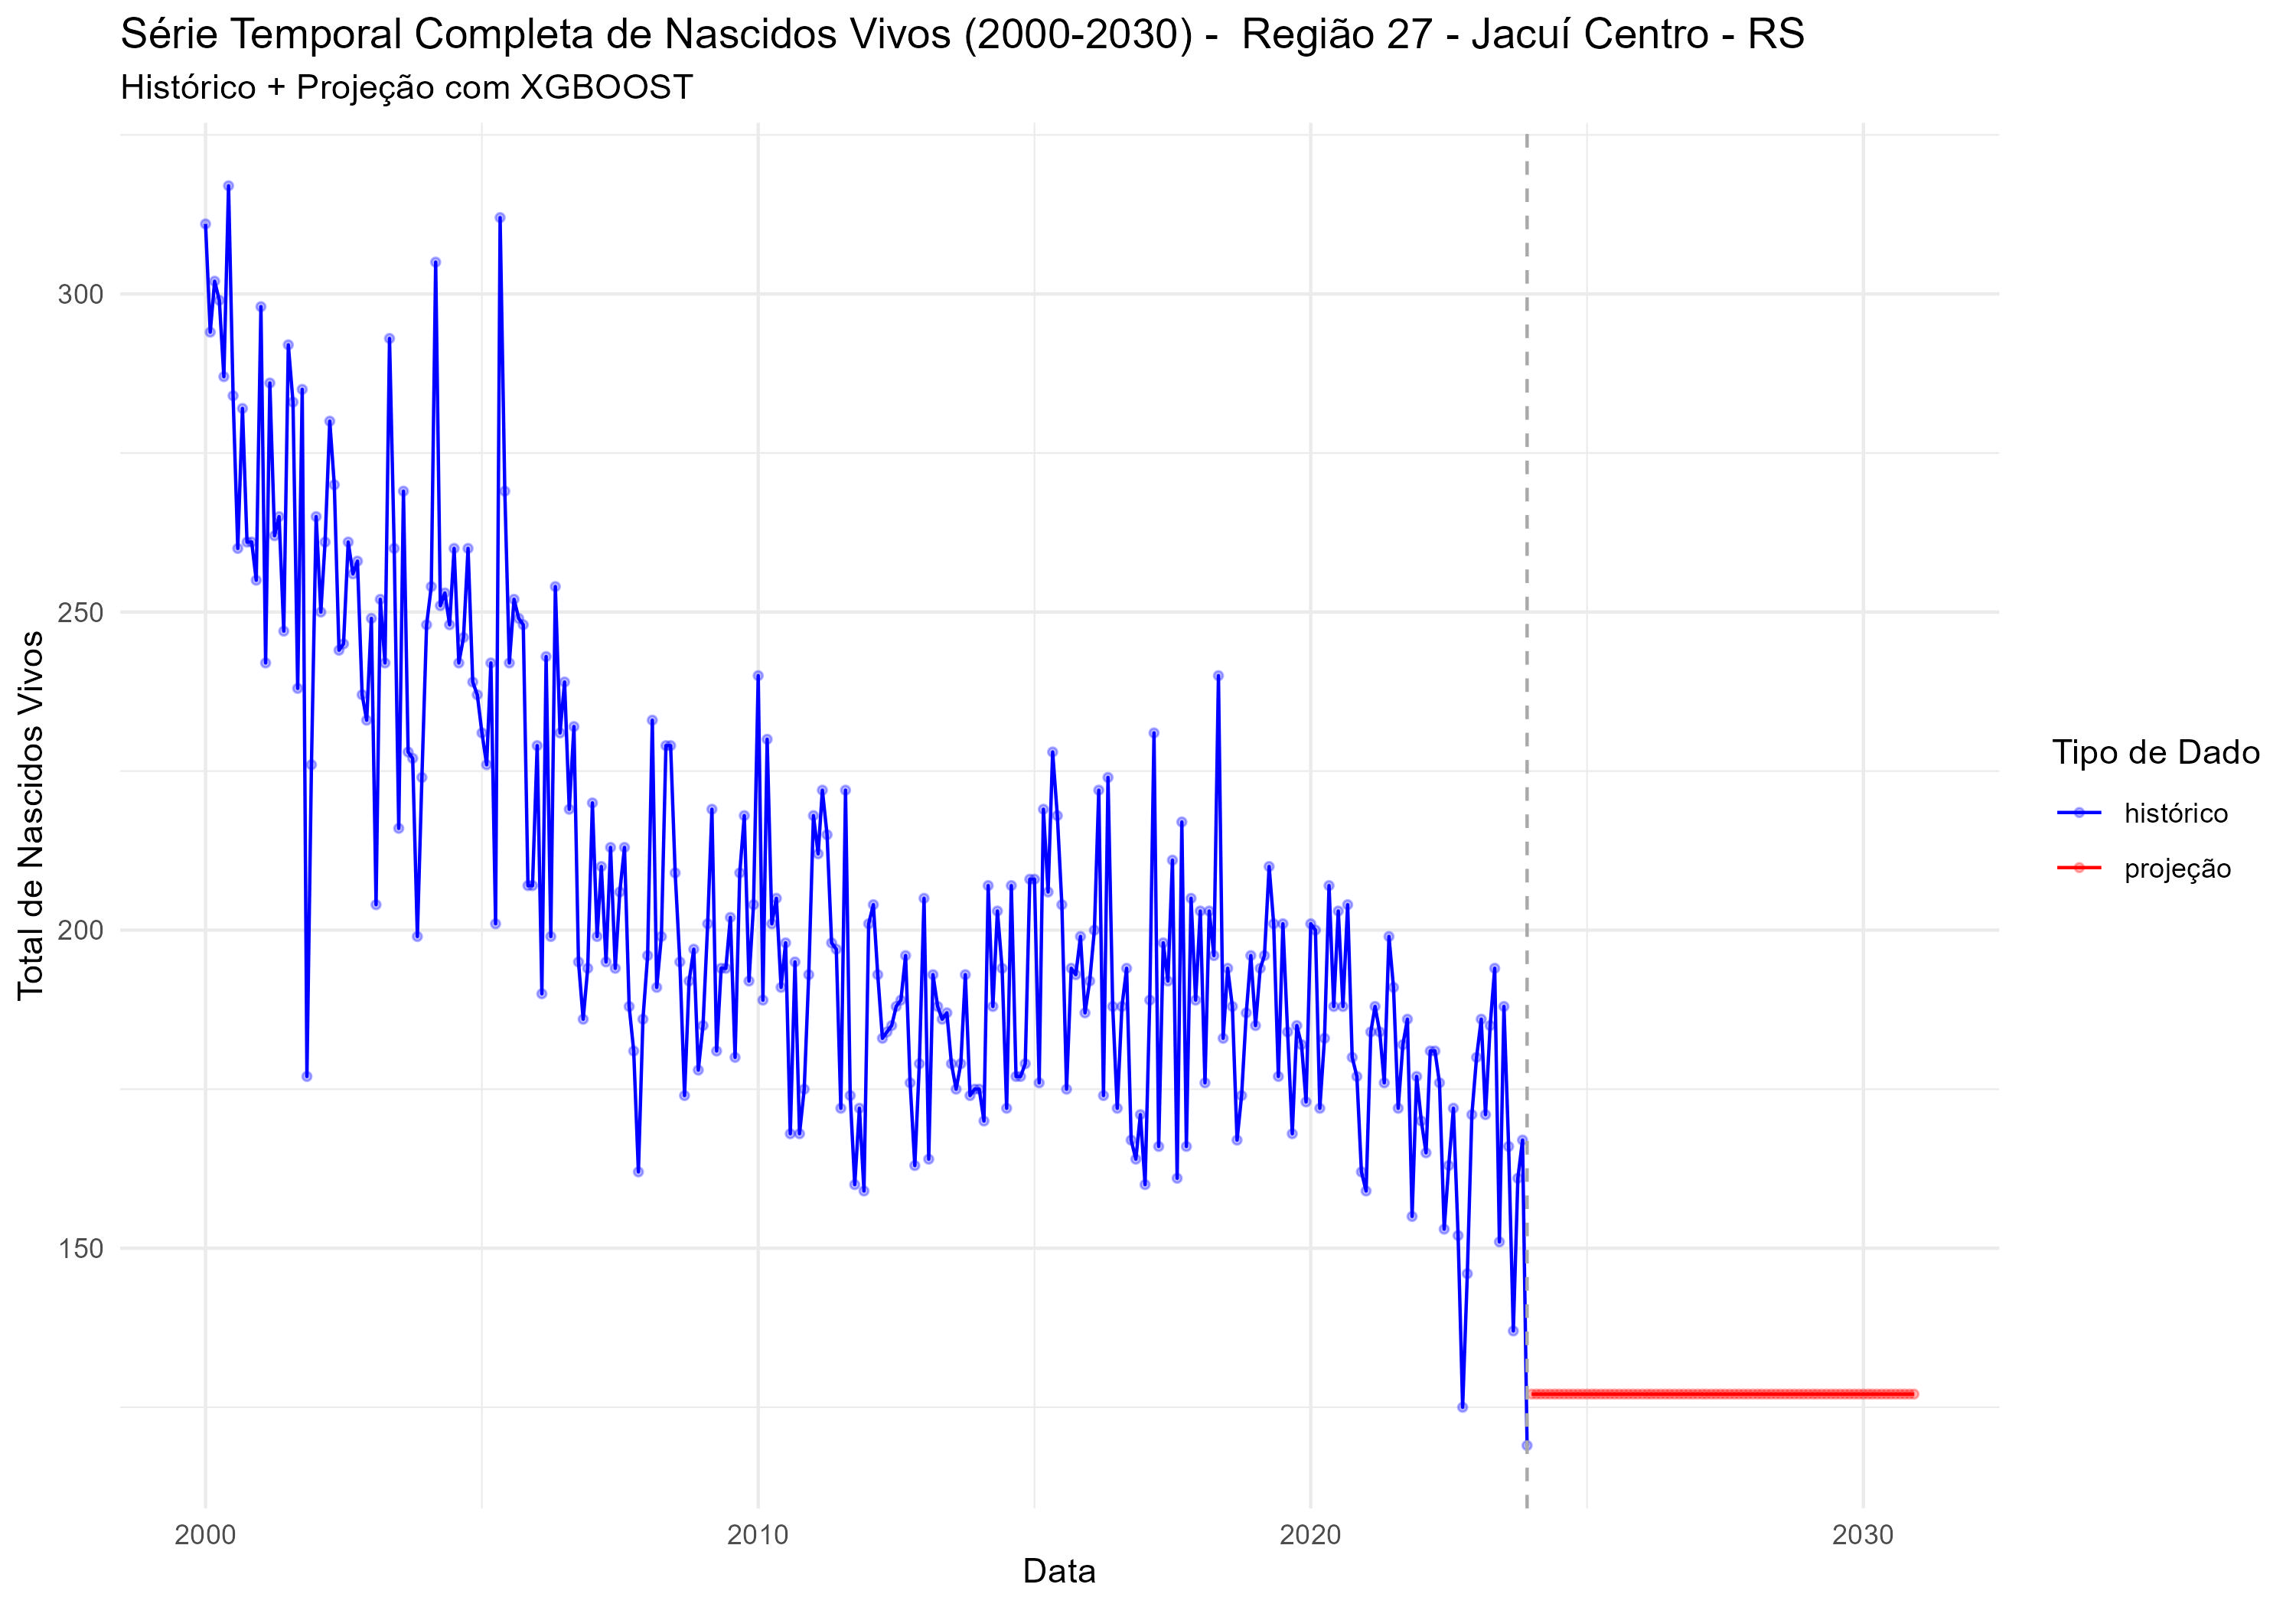 Série Temporal Completa de Nascidos Vivos (2000-2030) -  Região 27 - Jacuí Centro - RS
Histórico + Projeção com XGBOOST
Total de Nascidos Vivos
300
250
200
150
2000
2010
2020
2030
Data
Tipo de Dado
histórico
projeção